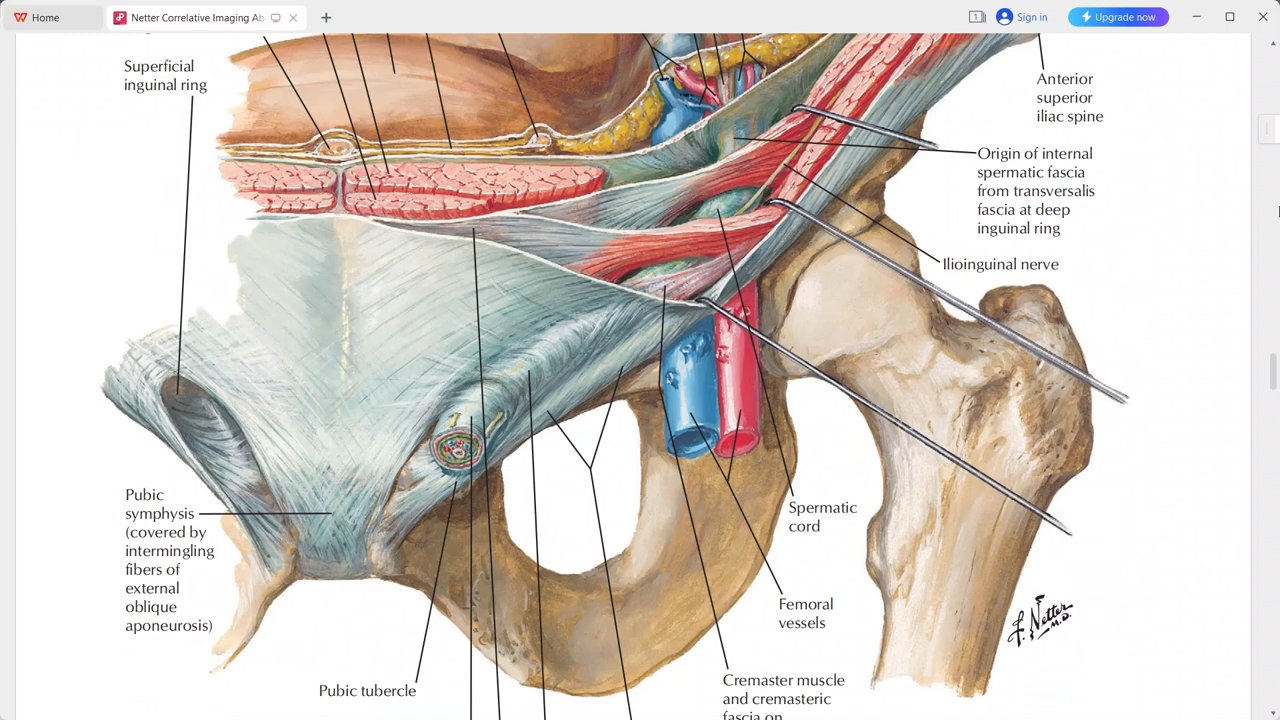 Home
Netter Correlative Imaging Ab
1
Sign in
Upgrade now
Superficial
inguinal ring
Anterior
superior
iliac spine
Origin of internal
spermatic fascia
from transversalis
fascia at deep
inguinal ring
Ilioinguinal nerve
Pubic
symphysis
(covered by
intermingling
fibers of
external
oblique
aponeurosis)
Spermatic
cord
Femoral
vessels
Pubic tubercle
Cremaster muscle
and cremasteric
fascia on
f. Netter
M.D.